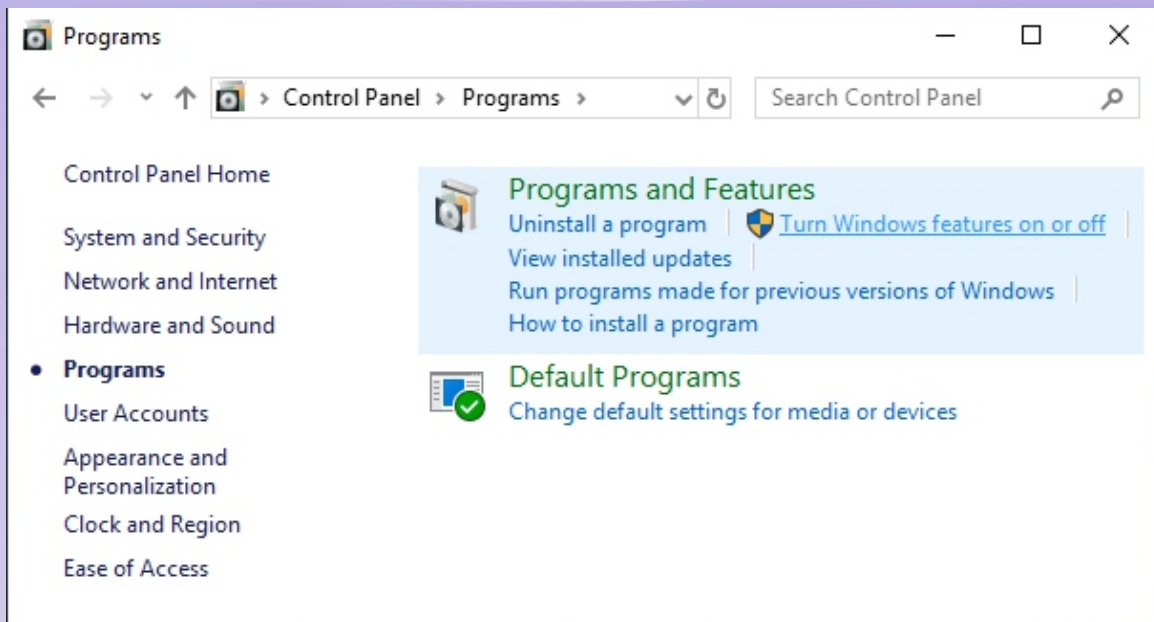 Programs
Control Panel > Programs >
Search Control Panel
Control Panel Home
System and Security
Network and Internet
Hardware and Sound
Programs
User Accounts
Appearance and
Personalization
Clock and Region
Ease of Access
Programs and Features
Uninstall a program
Turn Windows features on or off
View installed updates
Run programs made for previous versions of Windows
How to install a program
Default Programs
Change default settings for media or devices